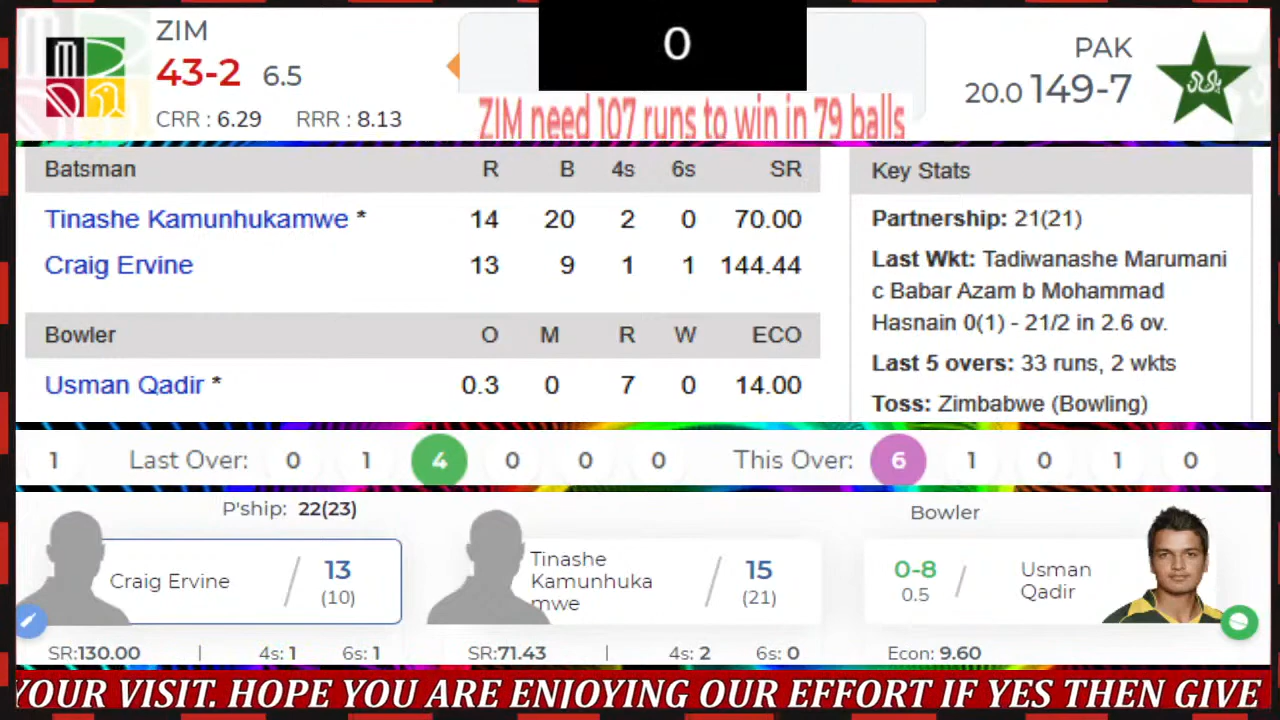 ZIM
43-2 6.5
CRR : 6.29 RRR : 8.13
0
ZIM need 107 runs to win in 79 balls
PAK
20.0 149-7
Batsman R B 4s 6s SR
Tinashe Kamunhukamwe * 14 20 2 0 70.00
Craig Ervine 13 9 1 1 144.44
Bowler O M R W ECO
Usman Qadir * 0.3 0 7 0 14.00
Key Stats
Partnership: 21(21)
Last Wkt: Tadiwanashe Marumani
c Babar Azam b Mohammad
Hasnain 0(1) - 21/2 in 2.6 ov.
Last 5 overs: 33 runs, 2 wkts
Toss: Zimbabwe (Bowling)
1 Last Over: 0 1 4 0 0 0 This Over: 6 1 0 1 0
P'ship: 22(23)
Craig Ervine / 13
(10)
SR:130.00 | 4s: 1 6s: 1
Tinashe
Kamunhuka
mwe / 15
(21)
SR:71.43 | 4s: 2 6s: 0
Bowler
0-8 / Usman
0.5 Qadir
Econ: 9.60
YOUR VISIT. HOPE YOU ARE ENJOYING OUR EFFORT IF YES THEN GIVE